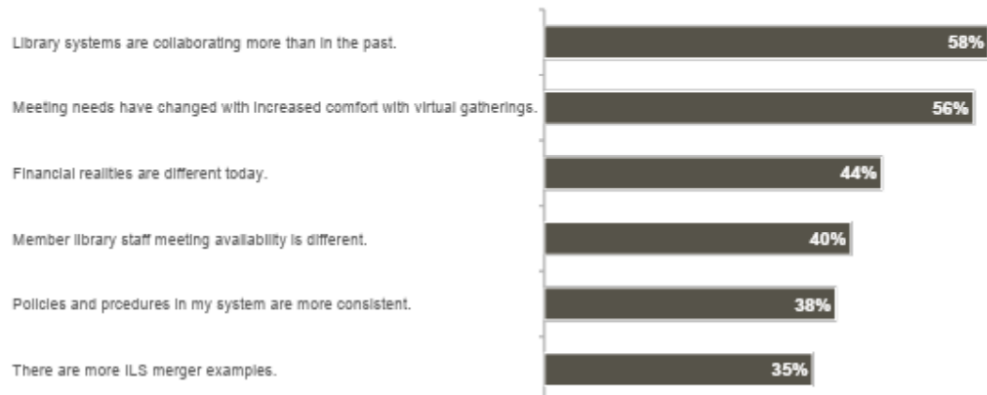 Library systems are collaborating more than in the past.
58%
Meeting needs have changed with increased comfort with virtual gatherings.
56%
Financial realities are different today.
44%
Member library staff meeting availability is different.
40%
Policies and prcedures in my system are more consistent.
38%
There are more ILS merger examples.
35%